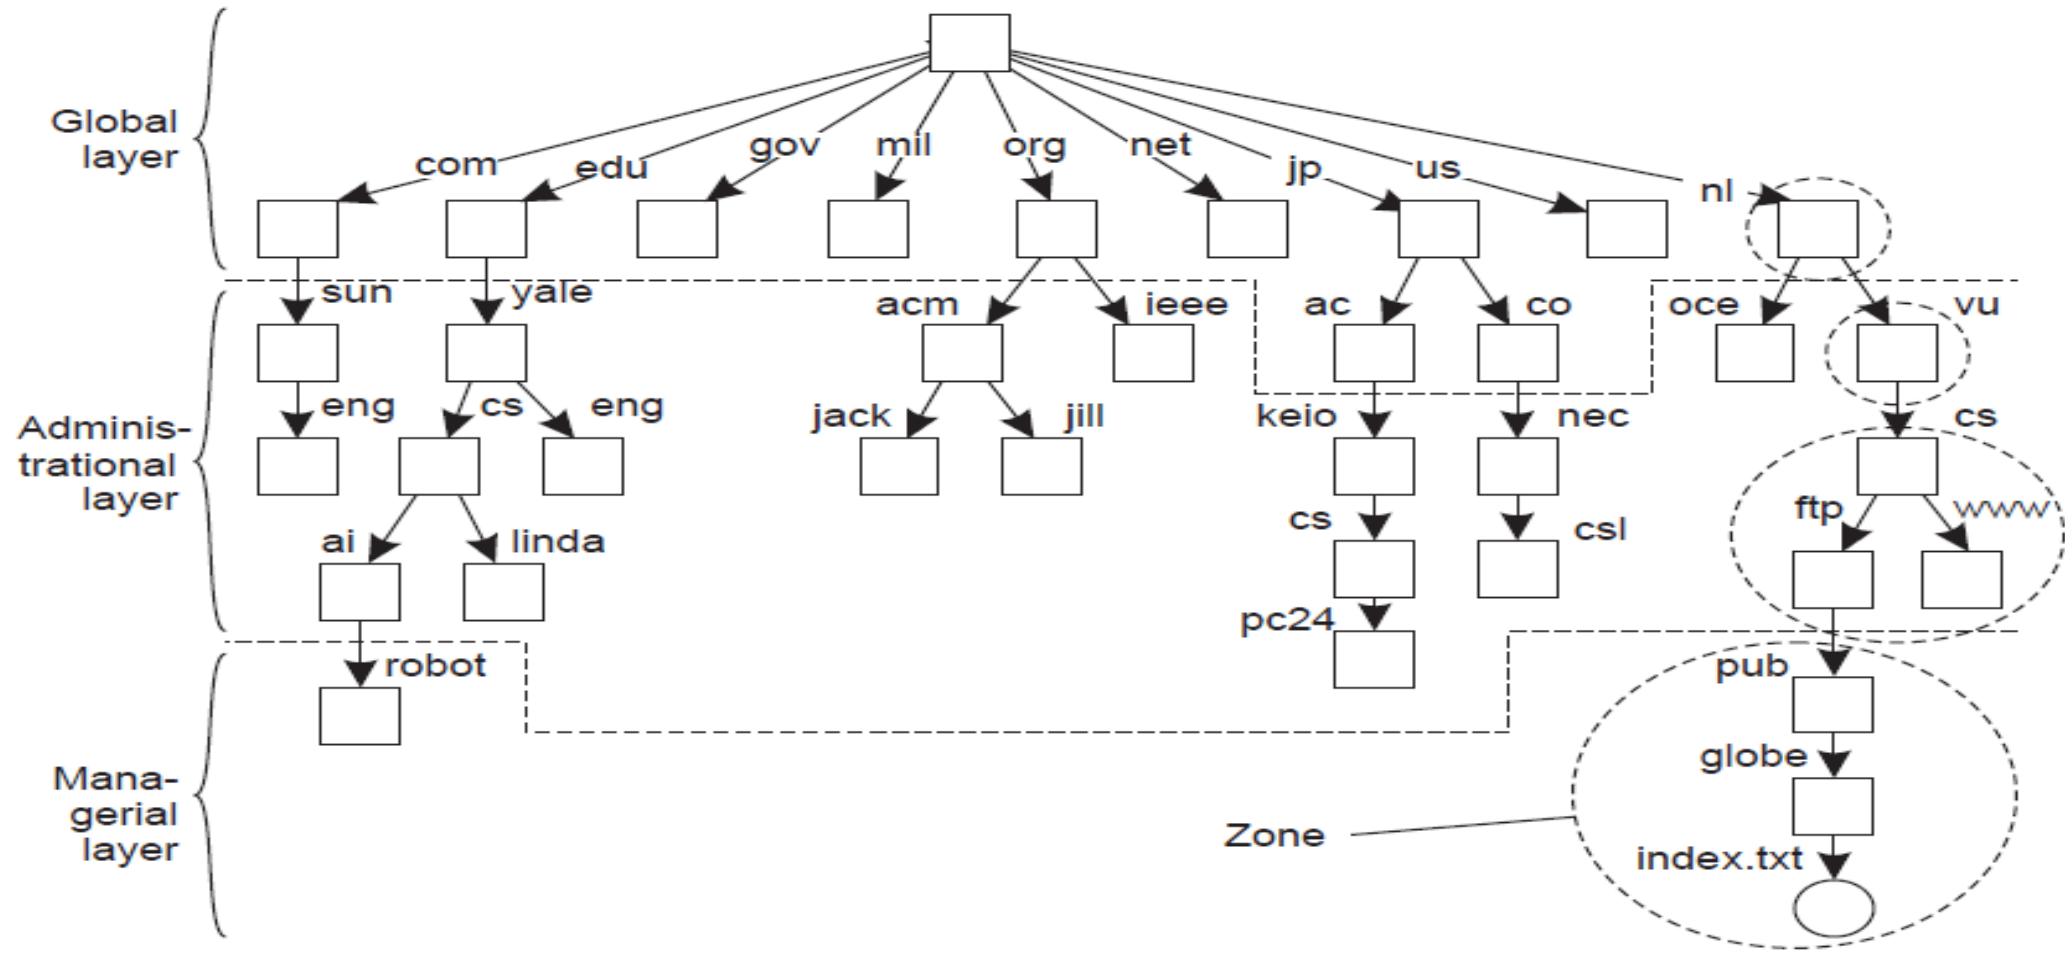 Global
layer
com
edu
gov
mil
org
net
jp
us
nl
sun
yale
acm
ieee
ac
co
oce
vu
Adminis-
trational
layer
eng
cs
eng
jack
jill
keio
nec
cs
ai
linda
cs
csl
ftp
www
pc24
robot
pub
Mana-
gerial
layer
globe
Zone
index.txt